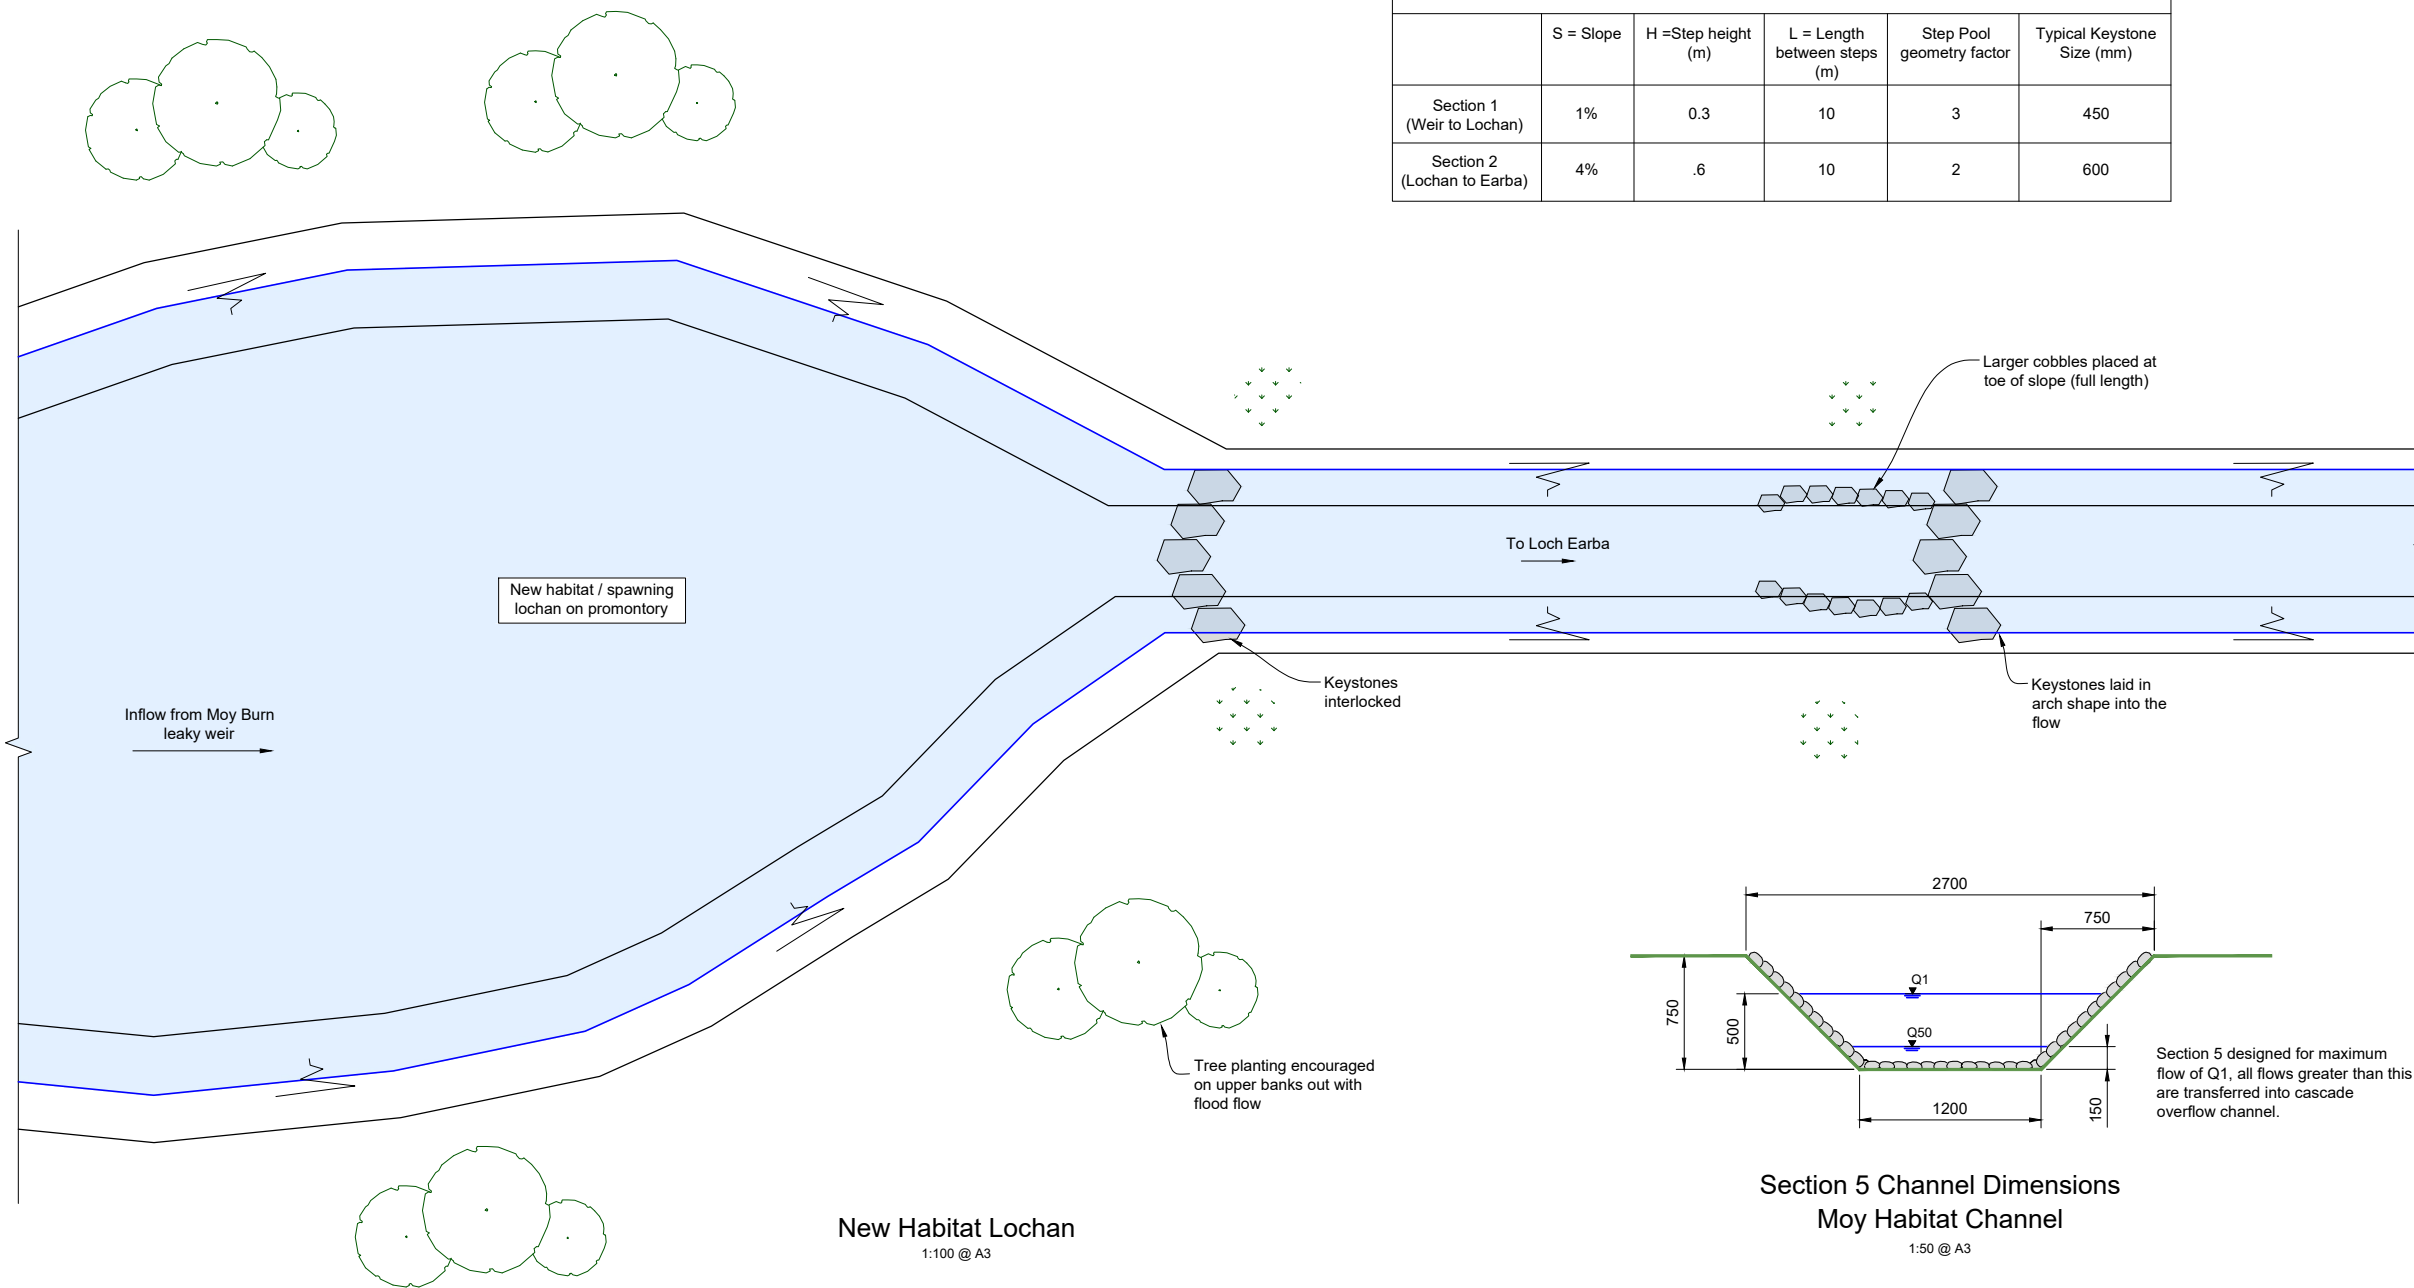 S = Slope
H =Step height
(m)
L = Length
between steps
(m)
Step Pool
geometry factor
Typical Keystone
Size (mm)
Section 1
(Weir to Lochan)
1%
0.3
10
3
450
Section 2
(Lochan to Earba)
4%
.6
10
2
600
Larger cobbles placed at
toe of slope (full length)
To Loch Earba
New habitat / spawning
lochan on promontory
Keystones
interlocked
Keystones laid in
arch shape into the
flow
Inflow from Moy Burn
leaky weir
Tree planting encouraged
on upper banks out with
flood flow
2700
750
Q1
Q50
750
500
1200
150
Section 5 designed for maximum
flow of Q1, all flows greater than this
are transferred into cascade
overflow channel.
New Habitat Lochan
1:100 @ A3
Section 5 Channel Dimensions
Moy Habitat Channel
1:50 @ A3